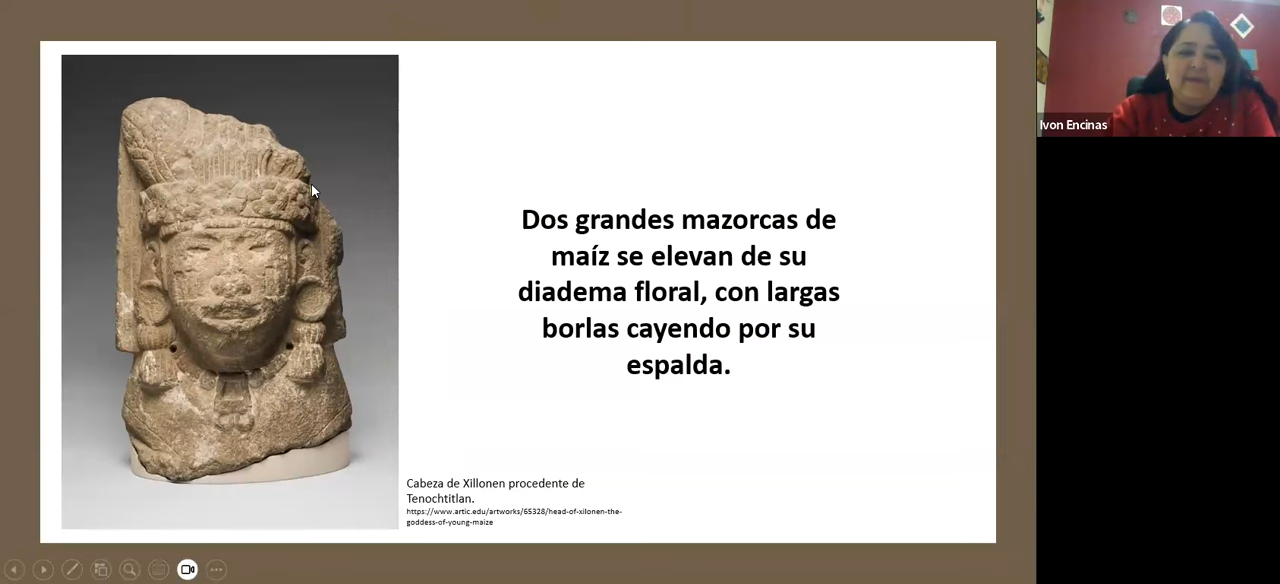 Ivon Encinas
Dos grandes mazorcas de
maíz se elevan de su
diadema floral, con largas
borlas cayendo por su
espalda.
Cabeza de Xillonen procedente de
Tenochtitlan.
https://www.artic.edu/artworks/65328/head-of-xilonen-the-
goddess-of-young-maize